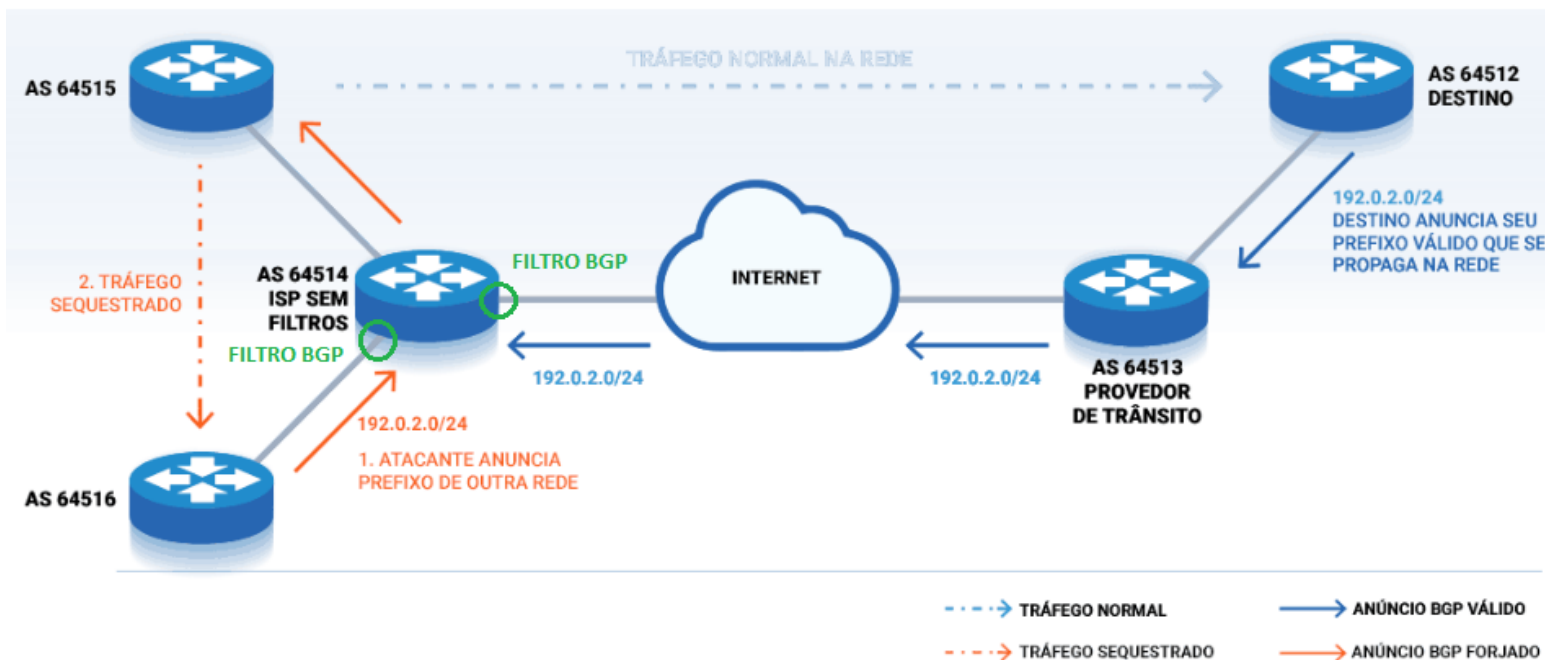 TRÁFEGO NORMAL NA REDE
AS 64515
AS 64512
DESTINO
192.0.2.0/24
DESTINO ANUNCIA SEU
PREFIXO VÁLIDO QUE SE
PROPAGA NA REDE
2. TRÁFEGO
SEQUESTRADO
AS 64514
ISP SEM
FILTROS
FILTRO BGP
FILTRO BGP
INTERNET
192.0.2.0/24
192.0.2.0/24
AS 64513
PROVEDOR
DE TRÂNSITO
192.0.2.0/24
1. ATACANTE ANUNCIA
PREFIXO DE OUTRA REDE
AS 64516
TRÁFEGO NORMAL
ANÚNCIO BGP VÁLIDO
TRÁFEGO SEQUESTRADO
ANÚNCIO BGP FORJADO